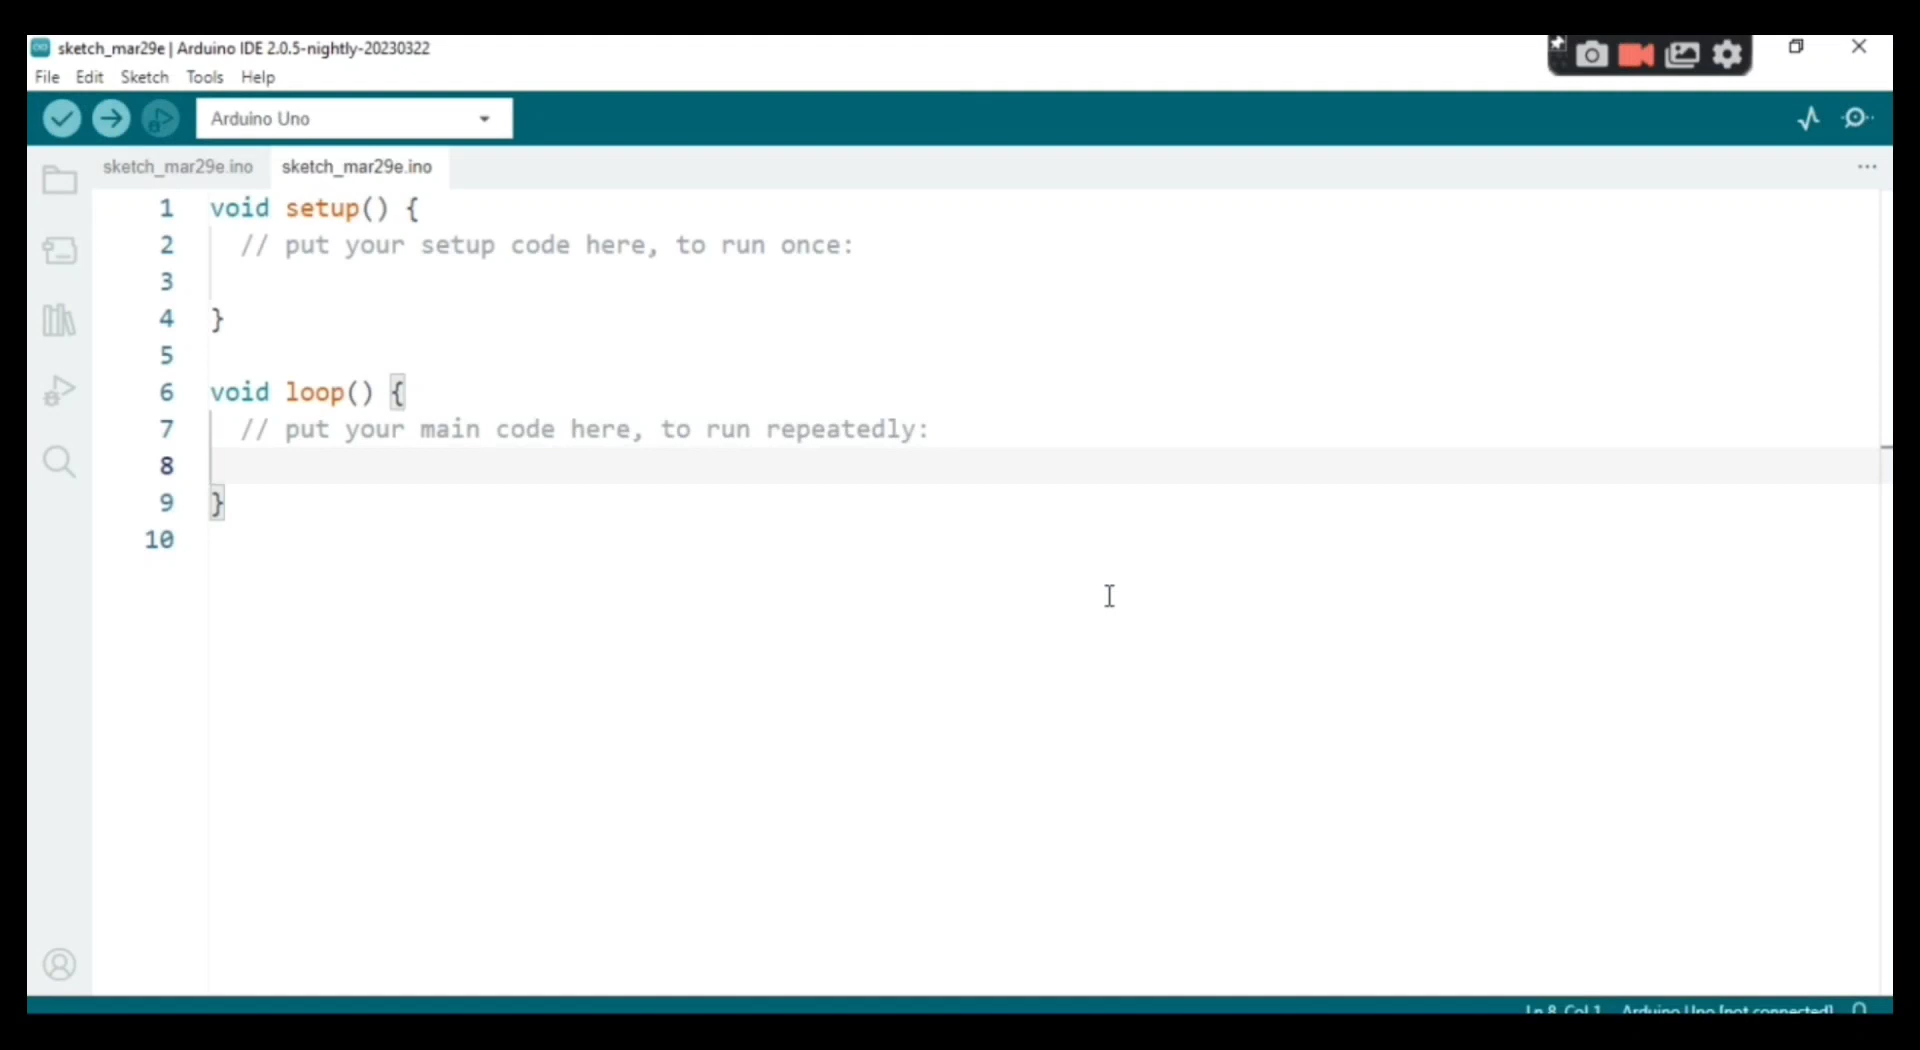 sketch_mar29e | Arduino IDE 2.0.5-nightly-20230322
File Edit Sketch Tools Help
Arduino Uno
sketch_mar29e.ino sketch_mar29e.ino
1 void setup() {
2 // put your setup code here, to run once:
3
4 }
5
6 void loop() {
7 // put your main code here, to run repeatedly:
8
9 }
10
Ln 8, Col 1 Arduino Uno [not connected]